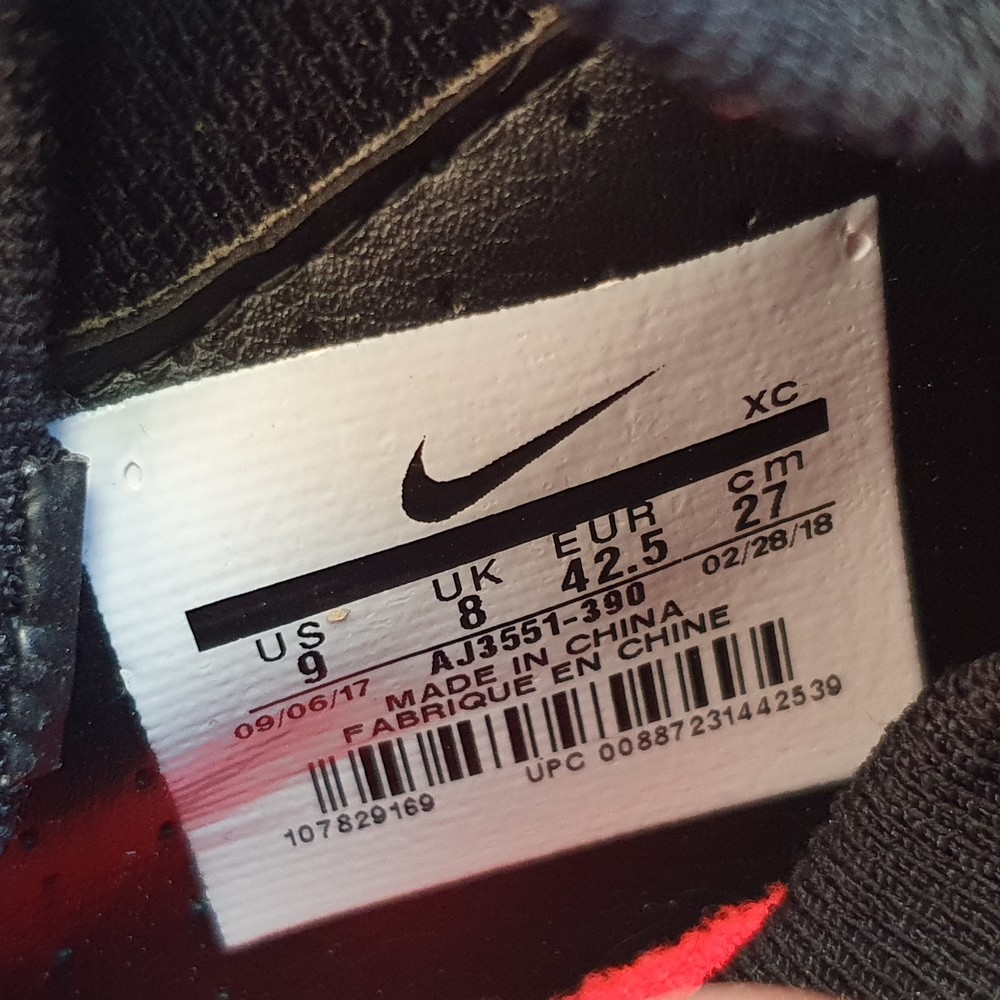 XC
US UK EUR cm
9 8 42.5 27
09/06/17 AJ3551-390 02/28/18
MADE IN CHINA
FABRIQUE EN CHINE
107829169 UPC 00887231442539